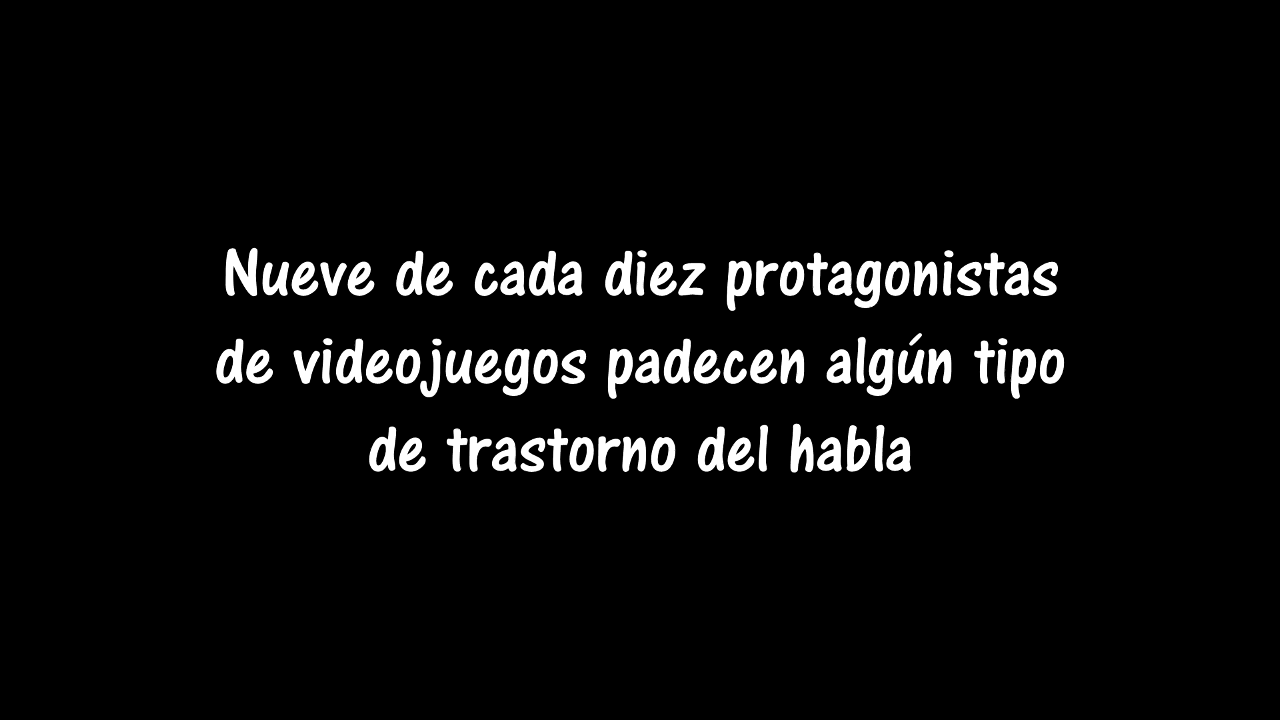 Nueve de cada diez protagonistas
de videojuegos padecen algún tipo
de trastorno del habla